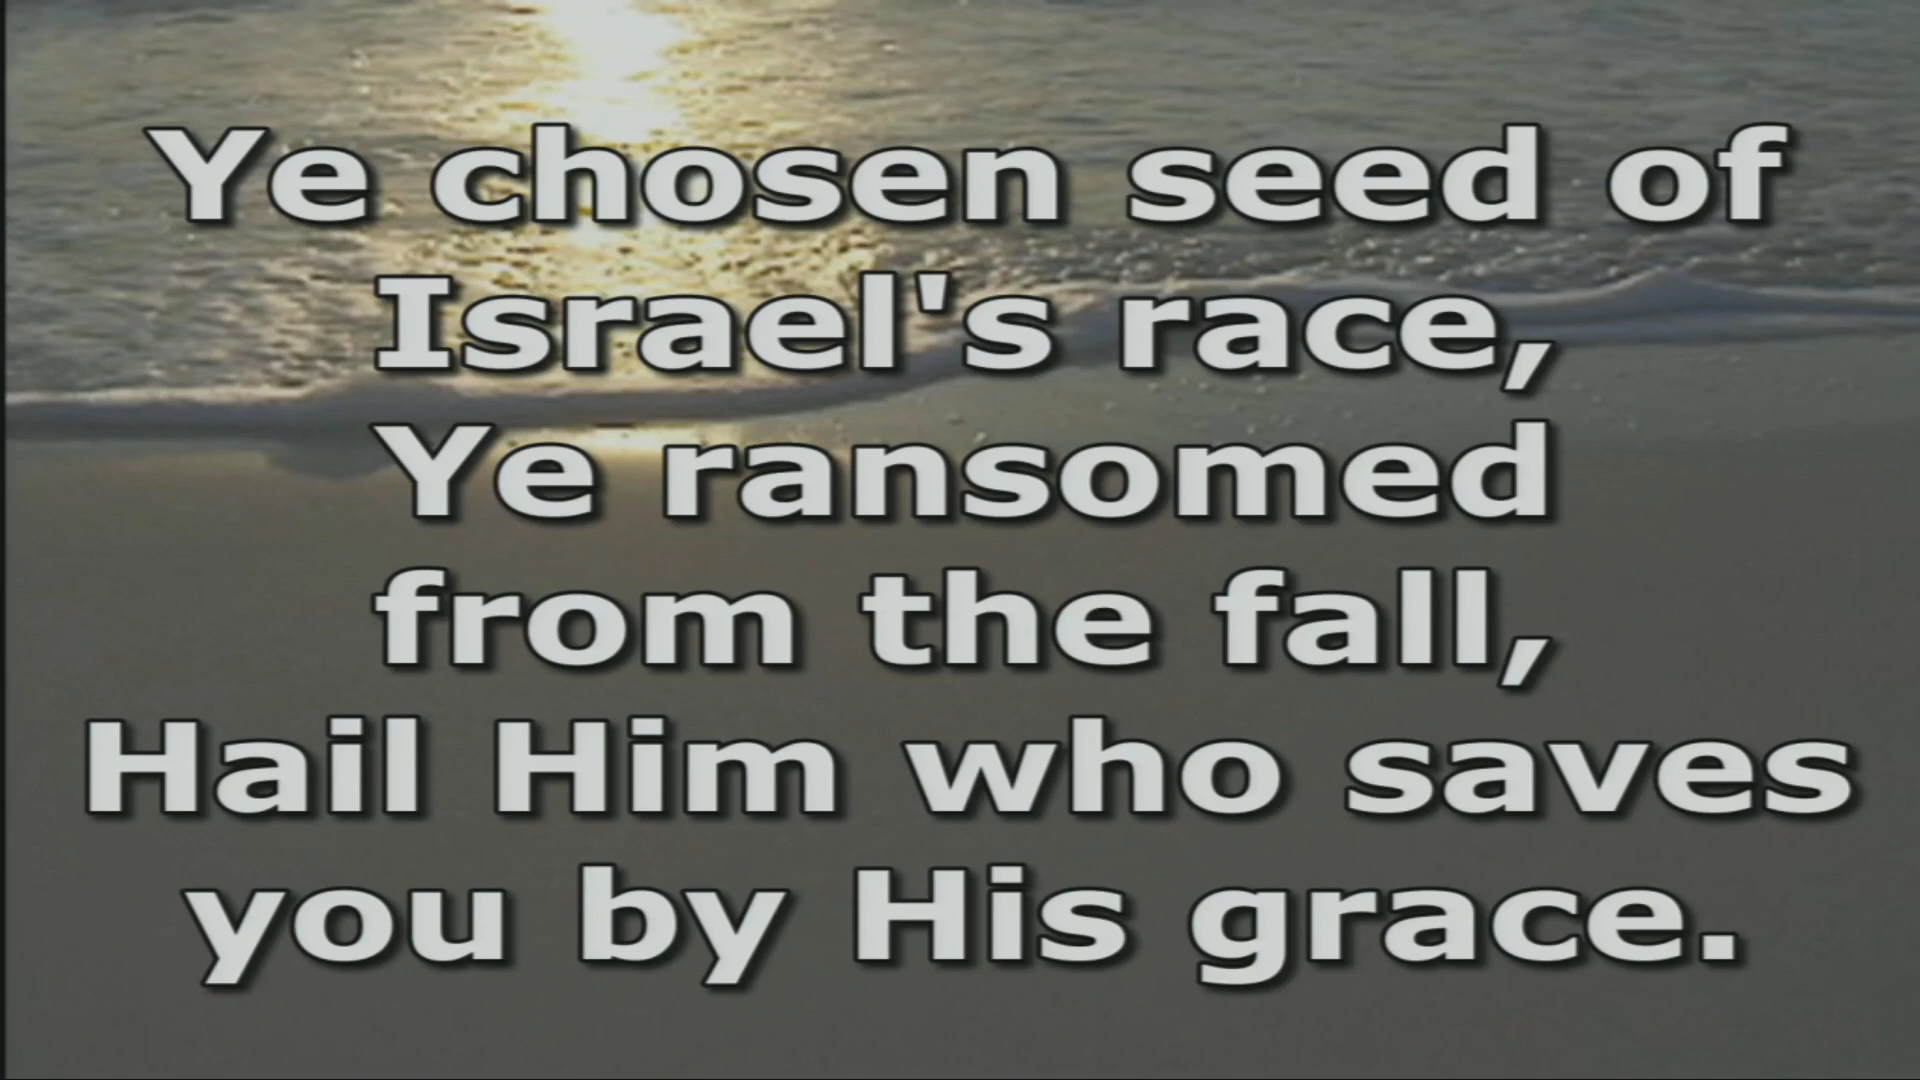 Ye chosen seed of
Israel's race,
Ye ransomed
from the fall,
Hail Him who saves
you by His grace.